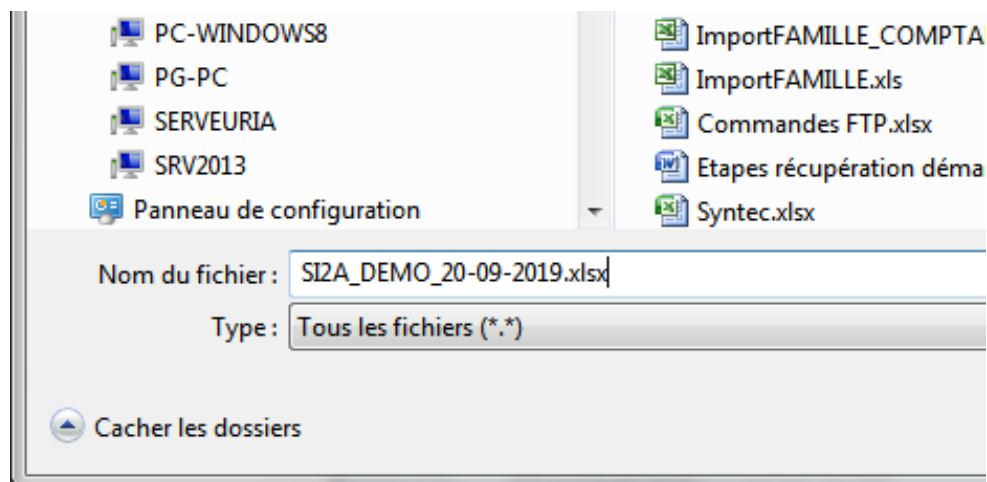 PC-WINDOWS8
PG-PC
SERVEURIA
SRV2013
Panneau de configuration
ImportFAMILLE_COMPTA
ImportFAMILLE.xls
Commandes FTP.xlsx
Etapes récupération déma
Syntec.xlsx
Nom du fichier : SI2A_DEMO_20-09-2019.xlsx
Type : Tous les fichiers (*.*)
Cacher les dossiers